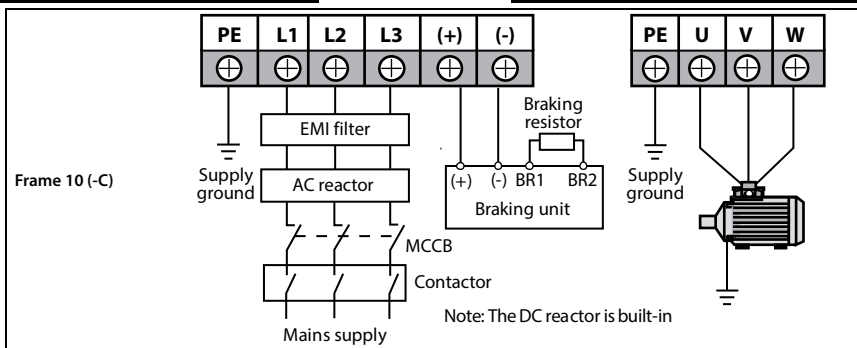 PE L1 L2 L3 (+) (-)
PE U V W
Braking
resistor
EMI filter
Supply
ground
AC reactor
(+) (-) BR1 BR2
Braking unit
Supply
ground
Frame 10 (-C)
MCCB
Contactor
Note: The DC reactor is built-in
Mains supply